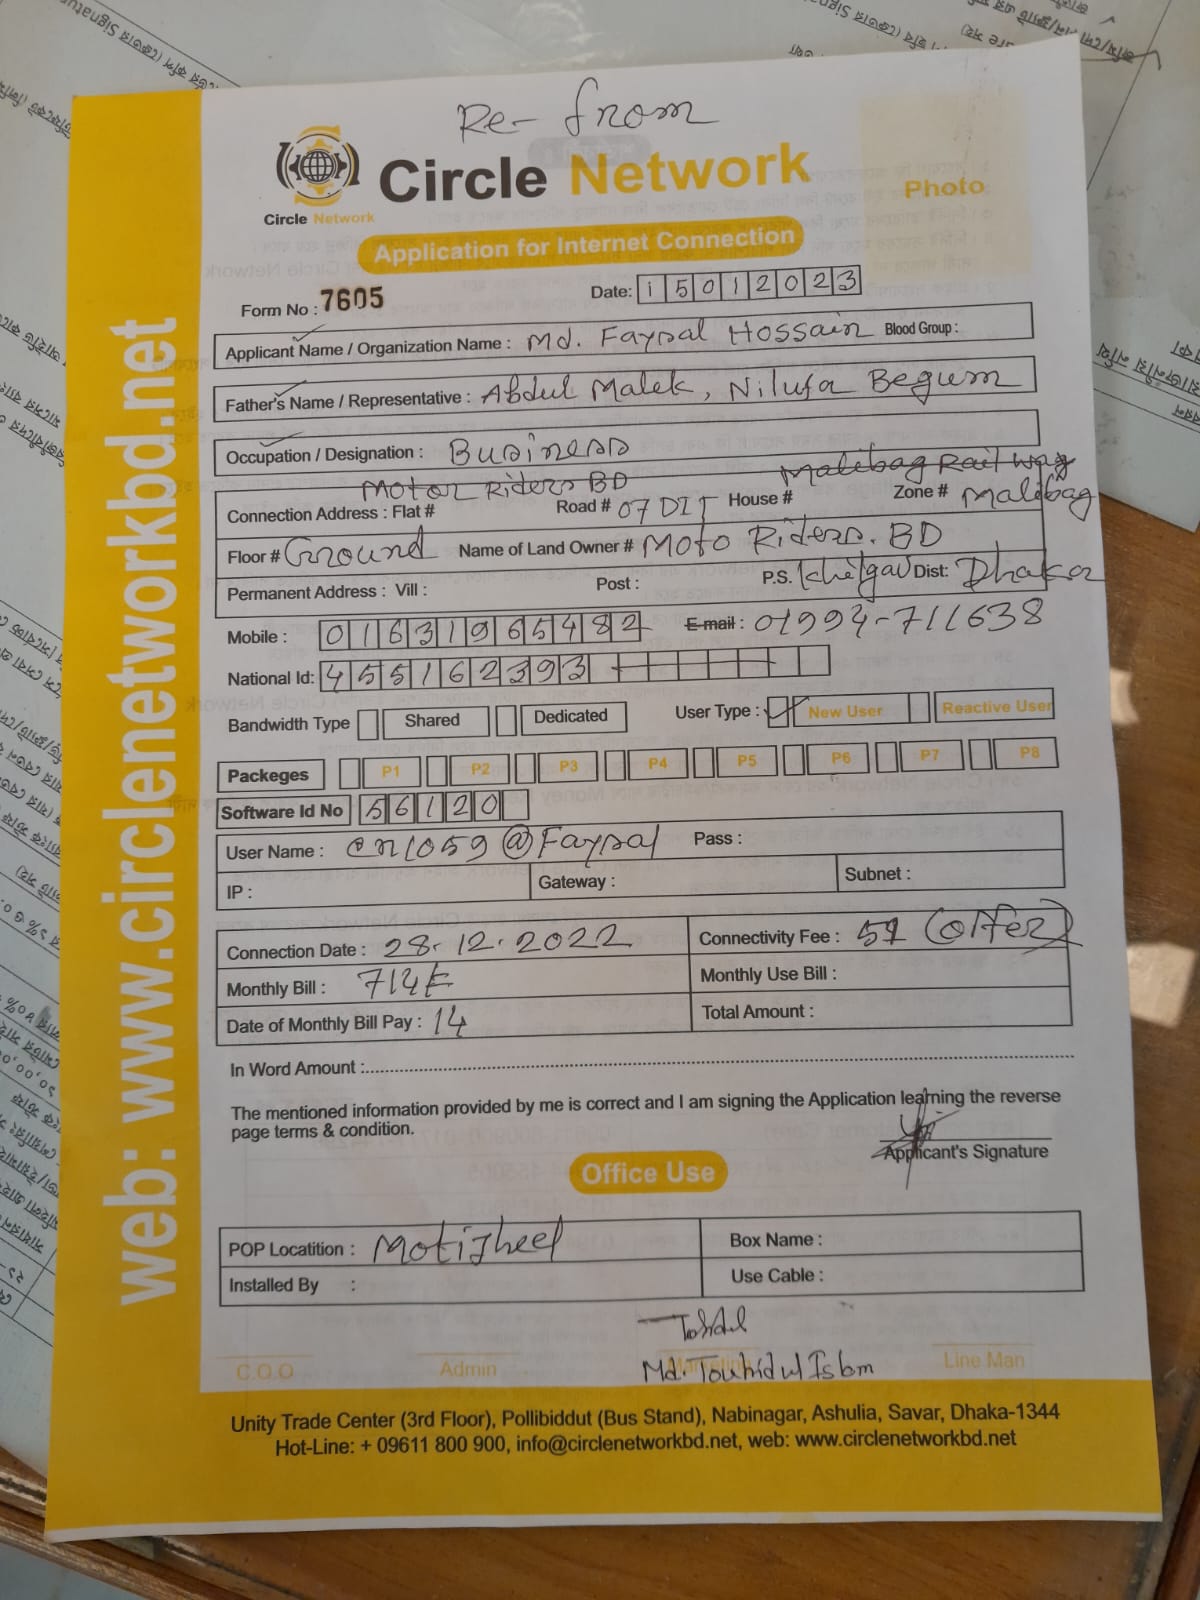 Re- from
Circle Network
Circle Network
Photo
Application for Internet Connection
Form No : 7605
Date: 15012023
Applicant Name / Organization Name : Md. Faysal Hossain Blood Group :
Father's Name / Representative : Abdul Malek, Nilufa Begum
Occupation / Designation : Business
Motor Riders BD Malibag Railway
Connection Address : Flat # Road # 07 DIT House # Zone # Malibag
Floor # Ground Name of Land Owner # Moto Riders. BD
Permanent Address : Vill : Post : P.S. Khilgai Dist: Dhaka
Mobile : 01631965482 E-mail : 01994-711638
National Id: 455162393
Bandwidth Type Shared Dedicated User Type : New User Reactive User
Packeges P1 P2 P3 P4 P5 P6 P7 P8
Software Id No 56120
User Name : cn1059@Faysal Pass :
IP : Gateway : Subnet :
Connection Date : 28.12.2022 Connectivity Fee : (offer)
Monthly Bill : 714 Monthly Use Bill :
Date of Monthly Bill Pay : 14 Total Amount :
In Word Amount :
The mentioned information provided by me is correct and I am signing the Application learning the reverse
page terms & condition.
Applicant's Signature
Office Use
POP Locatition : Motijheel Box Name :
Installed By : Use Cable :
Md. Touhidul Islam
C.O.O Admin Marketing Line Man
Unity Trade Center (3rd Floor), Pollibiddut (Bus Stand), Nabinagar, Ashulia, Savar, Dhaka-1344
Hot-Line: + 09611 800 900, info@circlenetworkbd.net, web: www.circlenetworkbd.net
web: www.circlenetworkbd.net